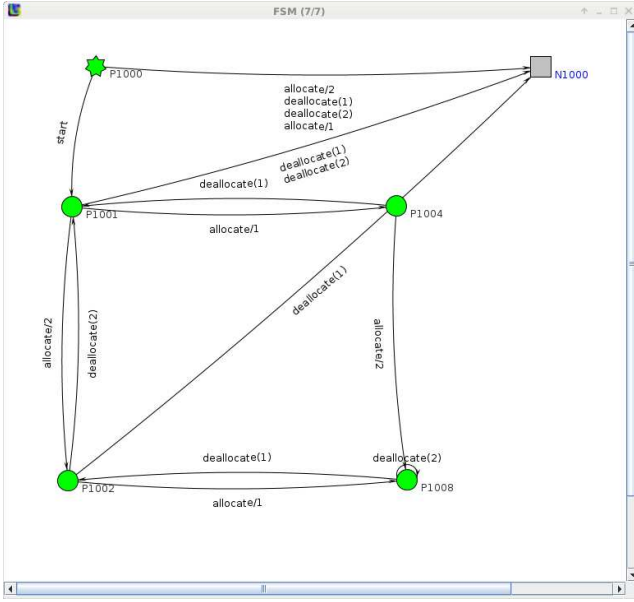 FSM (7/7)
P1000
N1000
allocate/2
deallocate(1)
deallocate(2)
allocate/1
start
deallocate(1)
deallocate(2)
deallocate(1)
P1001
P1004
allocate/1
deallocate(1)
allocate/2
deallocate(2)
allocate/2
deallocate(1)
deallocate(2)
P1002
P1008
allocate/1